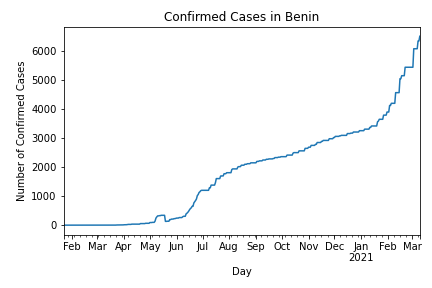 Confirmed Cases in Benin
Number of Confirmed Cases
6000
5000
4000
3000
2000
1000
0
Feb Mar Apr May Jun Jul Aug Sep Oct Nov Dec Jan Feb Mar
2021
Day